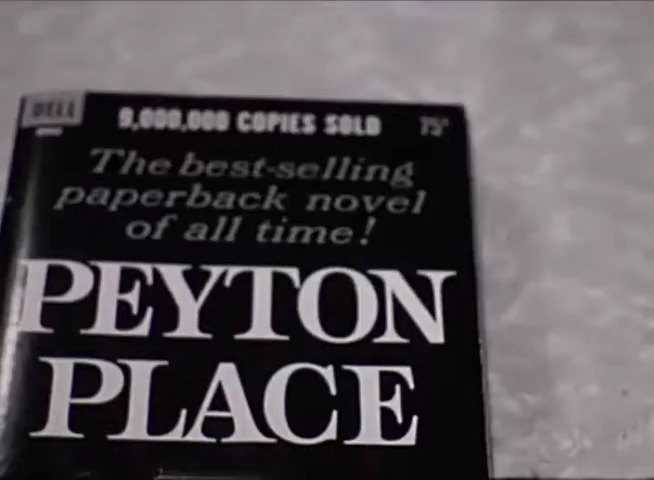 DELL
9,000,000 COPIES SOLD 75¢
The best-selling
paperback novel
of all time!
PEYTON
PLACE